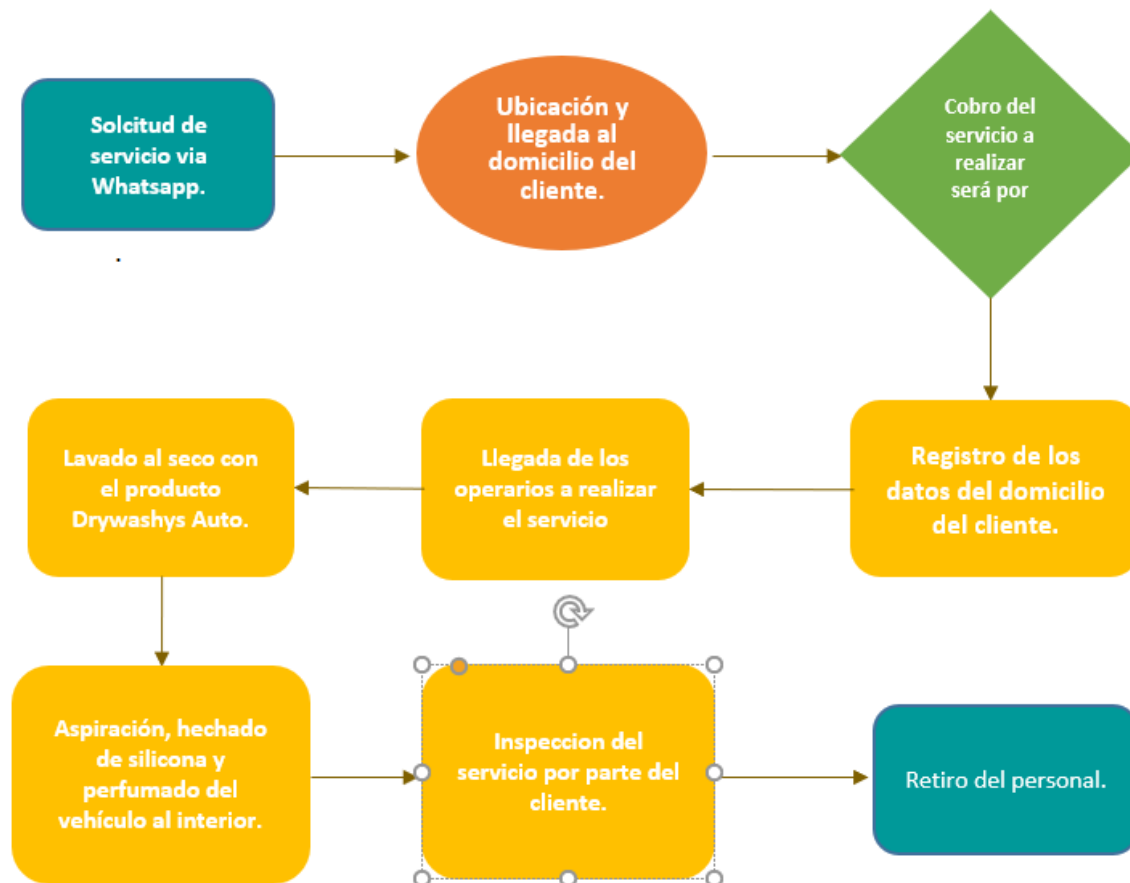 Solcitud de
servicio via
Whatsapp.
.
Ubicación y
llegada al
domicilio del
cliente.
Cobro del
servicio a
realizar
será por
Registro de los
datos del domicilio
del cliente.
Llegada de los
operarios a realizar
el servicio
Lavado al seco con
el producto
Drywashys Auto.
Aspiración, hechado
de silicona y
perfumado del
vehículo al interior.
Inspeccion del
servicio por parte del
cliente.
Retiro del personal.